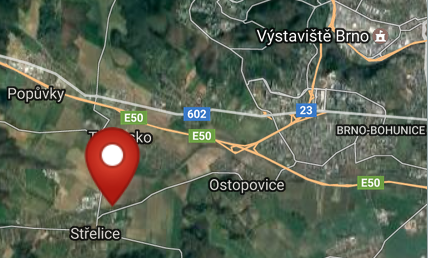 Výstaviště Brno
Popůvky
E50
602
23
E50
BRNO-BOHUNICE
Ostopovice
E50
Střelice